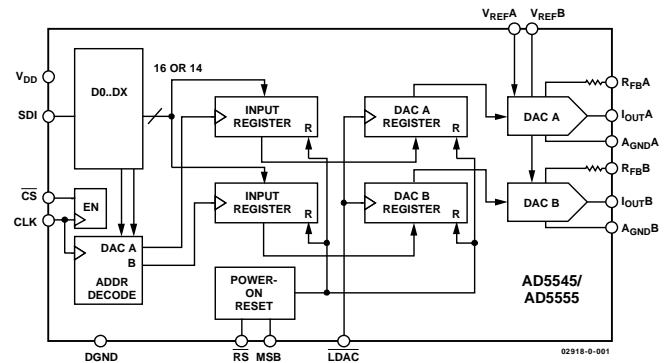 VREFA VREFB
VDD
SDI
D0..DX
16 OR 14
INPUT
REGISTER
R
DAC A
REGISTER
R
DAC A
RFBA
IOUTA
AGNDA
CS
CLK
EN
DAC A
B
ADDR
DECODE
INPUT
REGISTER
R
DAC B
REGISTER
R
DAC B
RFBB
IOUTB
AGNDB
POWER-
ON
RESET
AD5545/
AD5555
DGND
RS
MSB
LDAC
02918-0-001